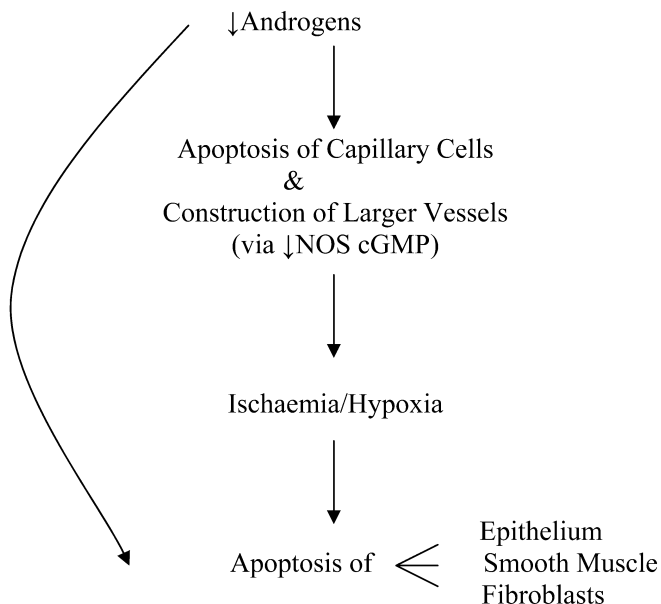 ↓Androgens
Apoptosis of Capillary Cells
&
Construction of Larger Vessels
(via ↓NOS cGMP)
Ischaemia/Hypoxia
Apoptosis of
Epithelium
Smooth Muscle
Fibroblasts